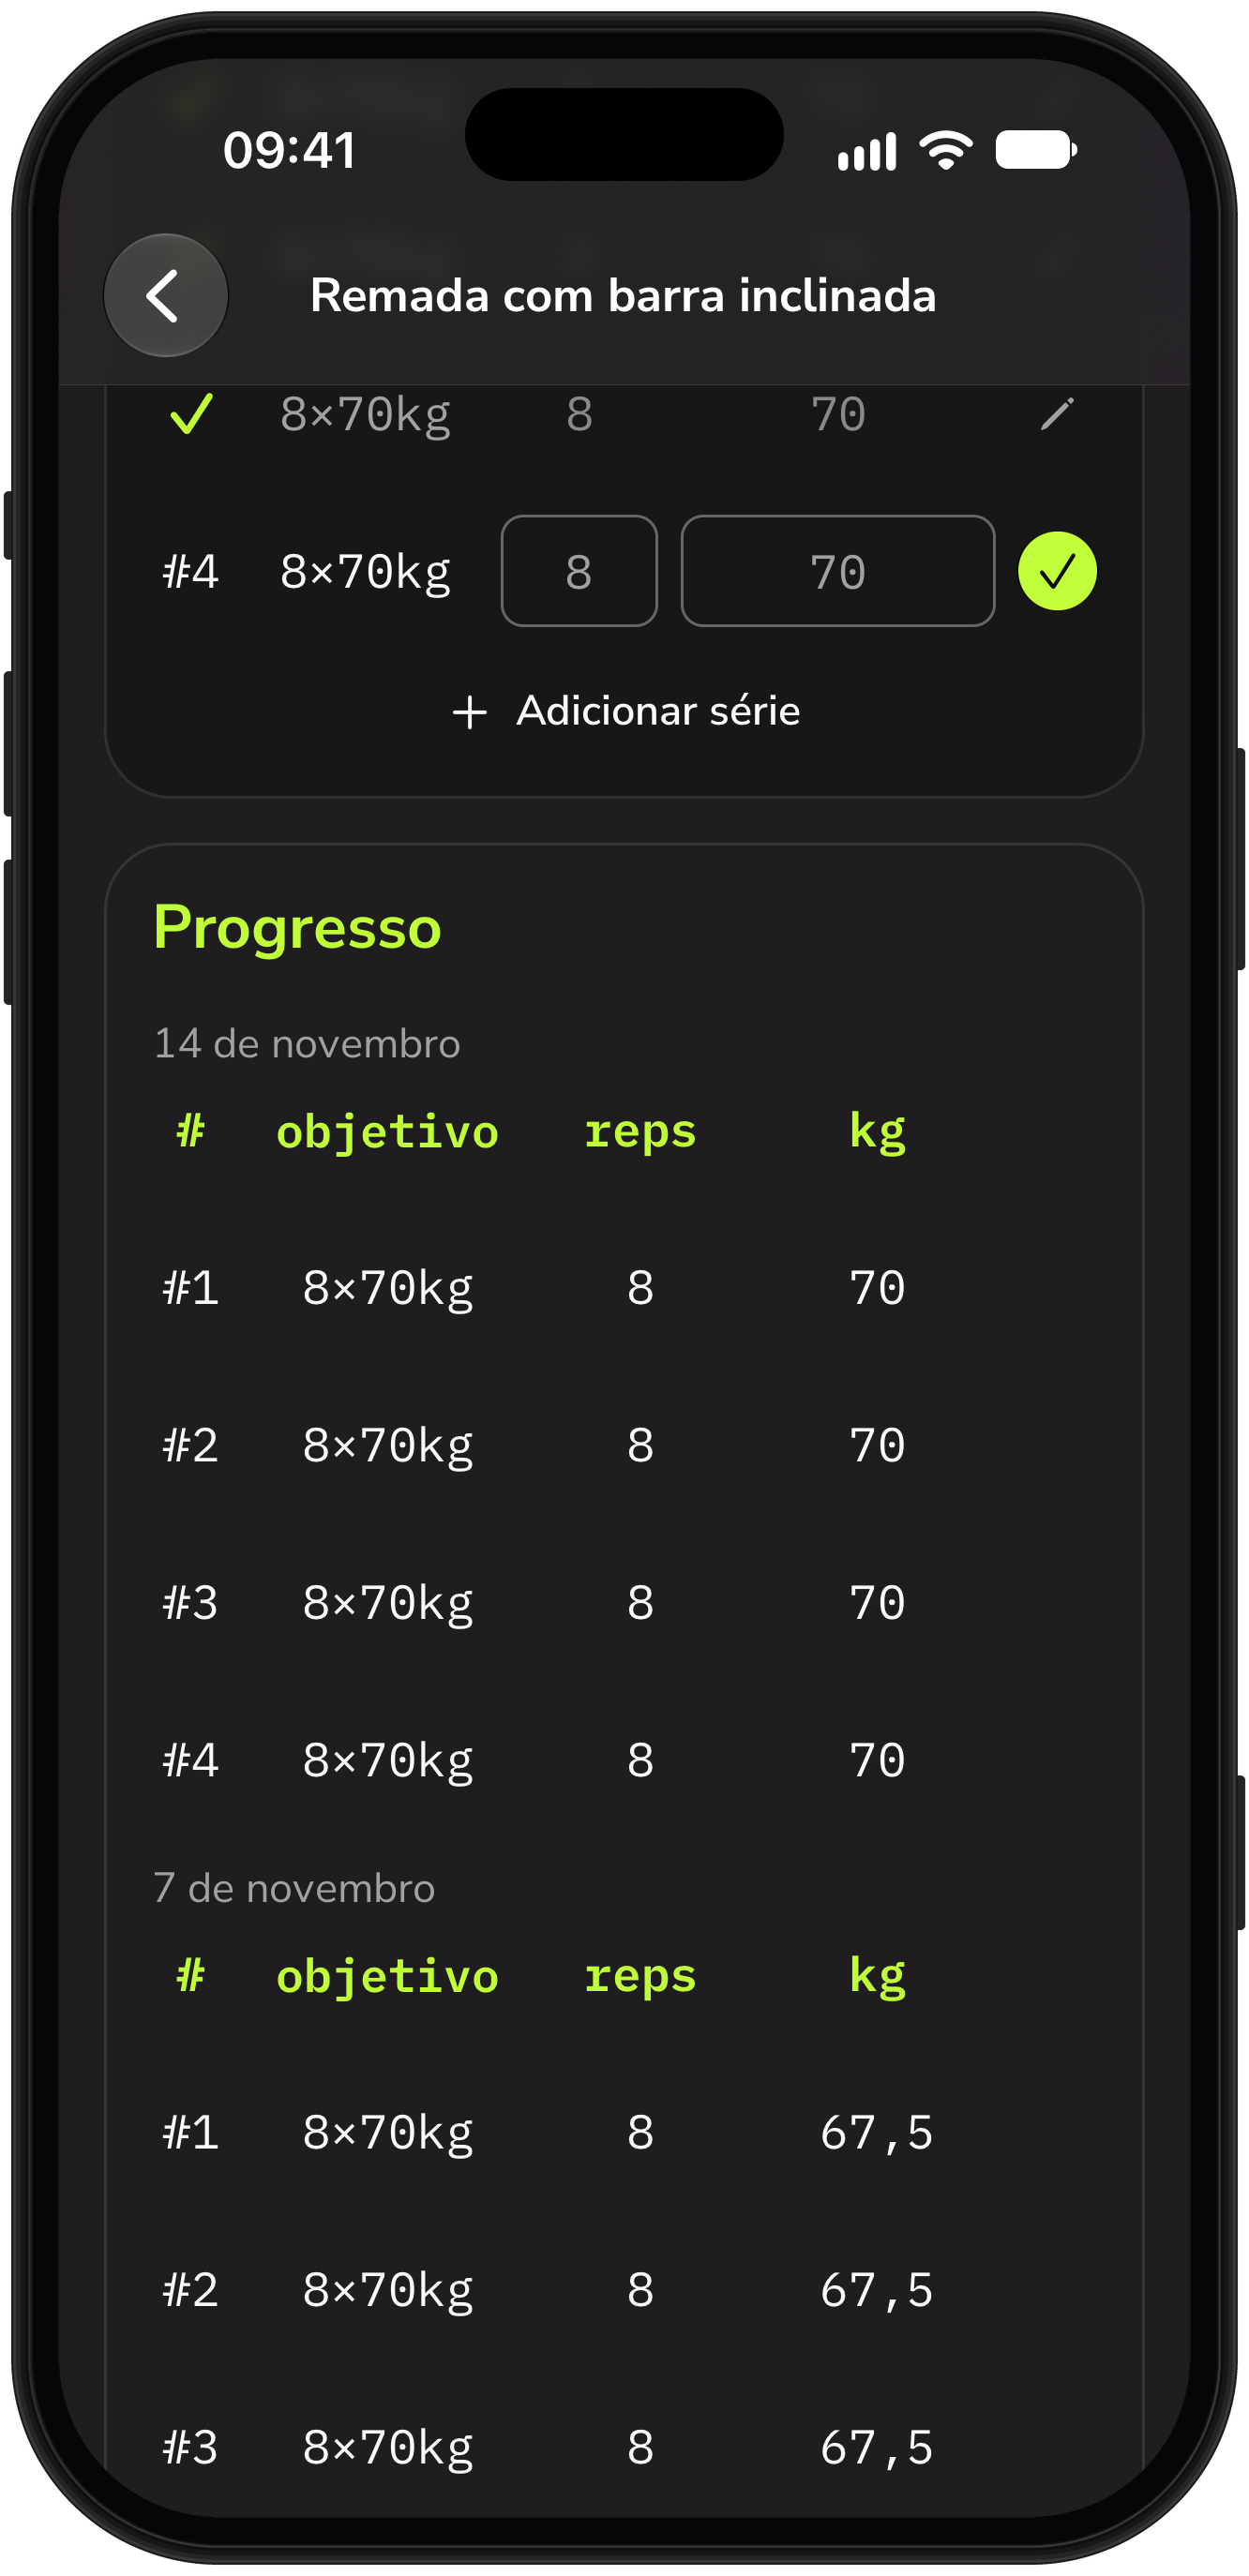 09:41
Remada com barra inclinada
8×70kg 8 70
#4 8×70kg 8 70
+ Adicionar série
Progresso
14 de novembro
# objetivo reps kg
#1 8×70kg 8 70
#2 8×70kg 8 70
#3 8×70kg 8 70
#4 8×70kg 8 70
7 de novembro
# objetivo reps kg
#1 8×70kg 8 67,5
#2 8×70kg 8 67,5
#3 8×70kg 8 67,5